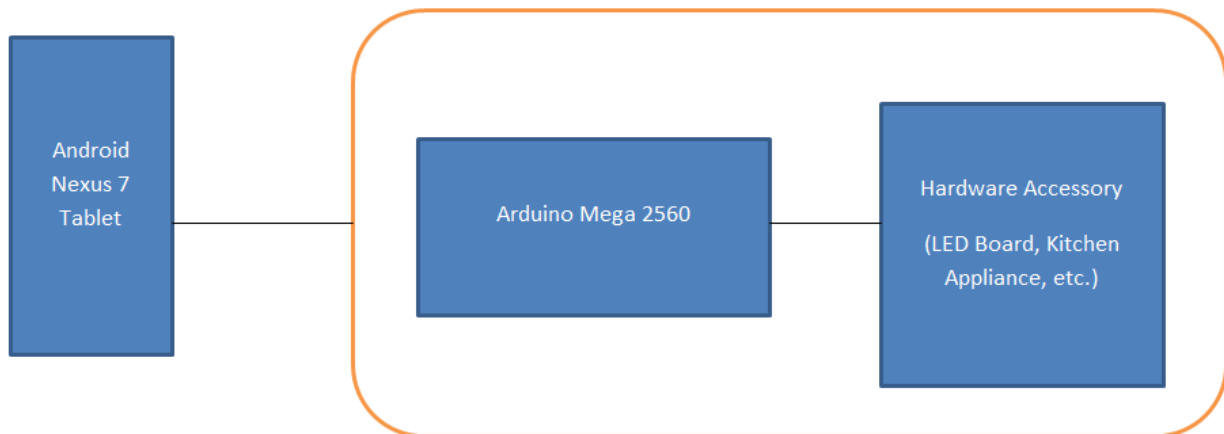 Android
Nexus 7
Tablet
Arduino Mega 2560
Hardware Accessory
(LED Board, Kitchen
Appliance, etc.)